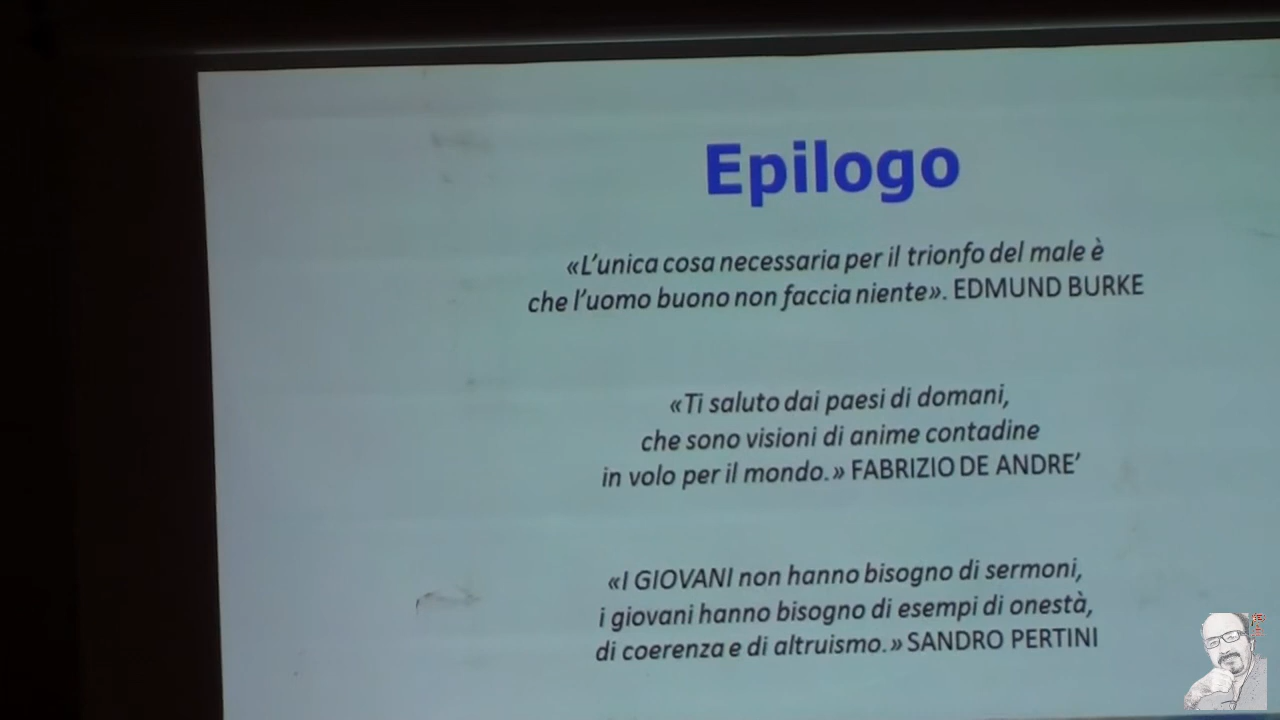 Epilogo
«L'unica cosa necessaria per il trionfo del male è
che l'uomo buono non faccia niente». EDMUND BURKE
«Ti saluto dai paesi di domani,
che sono visioni di anime contadine
in volo per il mondo.» FABRIZIO DE ANDRE'
«I GIOVANI non hanno bisogno di sermoni,
i giovani hanno bisogno di esempi di onestà,
di coerenza e di altruismo.» SANDRO PERTINI